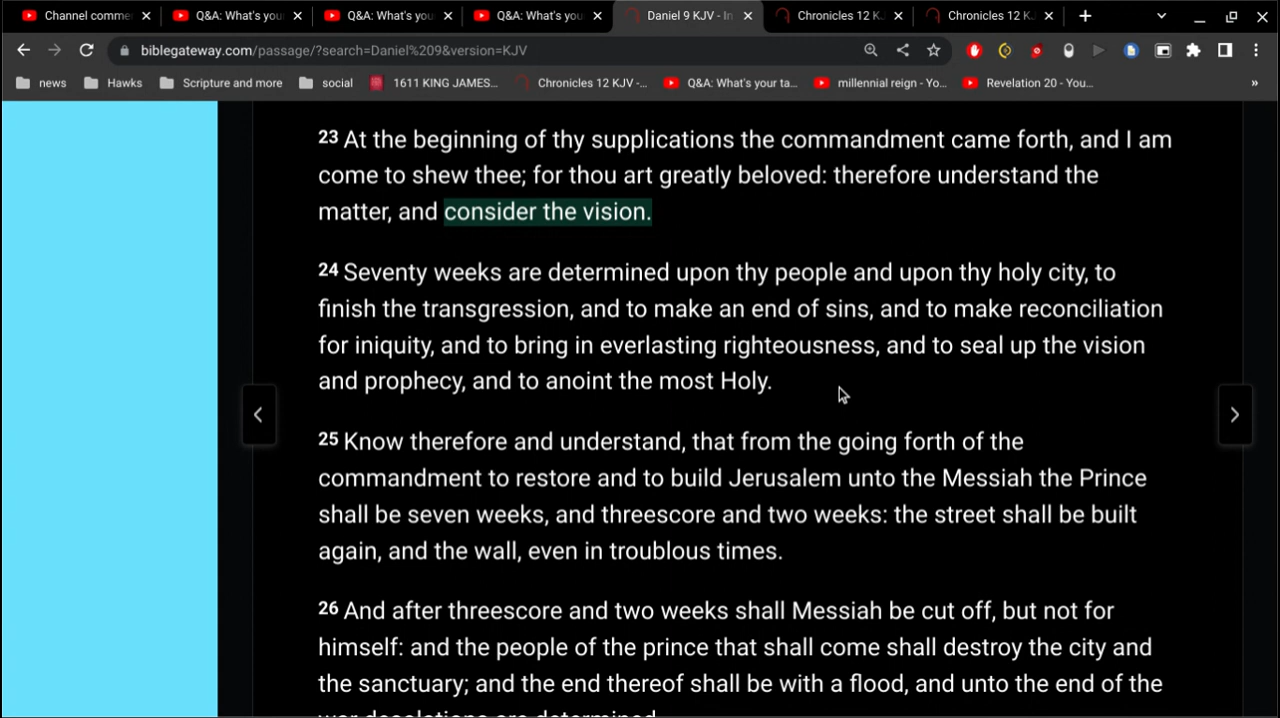 Channel comme
Q&A: What's you
Q&A: What's you
Q&A: What's you
Daniel 9 KJV - In
Chronicles 12 K
Chronicles 12 K
biblegateway.com/passage/?search=Daniel%209&version=KJV
news
Hawks
Scripture and more
social
1611 KING JAMES...
Chronicles 12 KJV -...
Q&A: What's your ta...
millennial reign - Yo...
Revelation 20 - You...
»
23 At the beginning of thy supplications the commandment came forth, and I am
come to shew thee; for thou art greatly beloved: therefore understand the
matter, and consider the vision.
24 Seventy weeks are determined upon thy people and upon thy holy city, to
finish the transgression, and to make an end of sins, and to make reconciliation
for iniquity, and to bring in everlasting righteousness, and to seal up the vision
and prophecy, and to anoint the most Holy.
25 Know therefore and understand, that from the going forth of the
commandment to restore and to build Jerusalem unto the Messiah the Prince
shall be seven weeks, and threescore and two weeks: the street shall be built
again, and the wall, even in troublous times.
26 And after threescore and two weeks shall Messiah be cut off, but not for
himself: and the people of the prince that shall come shall destroy the city and
the sanctuary; and the end thereof shall be with a flood, and unto the end of the
war desolations are determined.